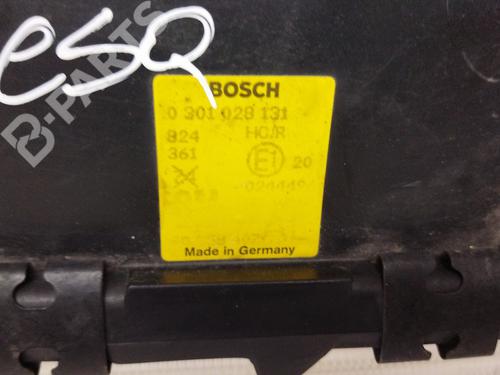 ESQ
B-PARTS
BOSCH
0 301 028 131
824 HC/R
361 E1 20
Made in Germany